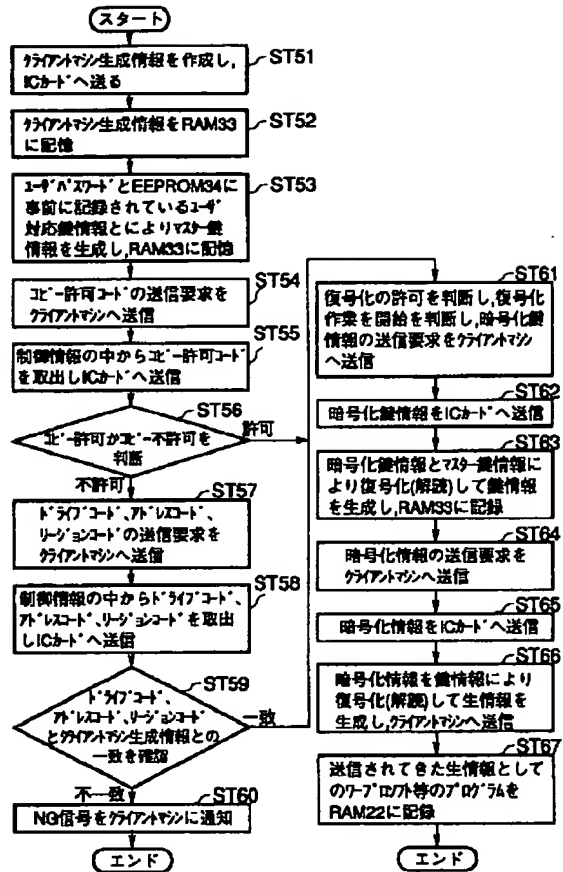 スタート
ST51
クライアントマシン生成情報を作成し,
ICカードへ送る
ST52
クライアントマシン生成情報をRAM33
に記憶
ST53
ユーザパスワードとEEPROM34に
事前に記録されているユーザ
対応鍵情報とによりマスター鍵
情報を生成し,RAM33に記憶
ST54
コピー許可コードの送信要求を
クライアントマシンへ送信
ST55
制御情報の中からコピー許可コード
を取出しICカードへ送信
ST56
コピー許可かコピー不許可を
判断
許可
不許可
ST57
ドライブコード、アドレスコード、
リージョンコードの送信要求を
クライアントマシンへ送信
ST58
制御情報の中からドライブコード、
アドレスコード、リージョンコードを取出
しICカードへ送信
ST59
ドライブコード、
アドレスコード、リージョンコード
とクライアントマシン生成情報との
一致を確認
一致
不一致
ST60
NG信号をクライアントマシンに通知
エンド
ST61
復号化の許可を判断し,復号化
作業を開始を判断し,暗号化鍵
情報の送信要求をクライアントマシン
へ送信
ST62
暗号化鍵情報をICカードへ送信
ST63
暗号化鍵情報とマスター鍵情報に
より復号化(解読)して鍵情報
を生成し,RAM33に記録
ST64
暗号化情報の送信要求を
クライアントマシンへ送信
ST65
暗号化情報をICカードへ送信
ST66
暗号化情報を鍵情報により
復号化(解読)して生情報を
生成し,クライアントマシンへ送信
ST67
送信されてきた生情報として
のワープロソフト等のプログラムを
RAM22に記録
エンド